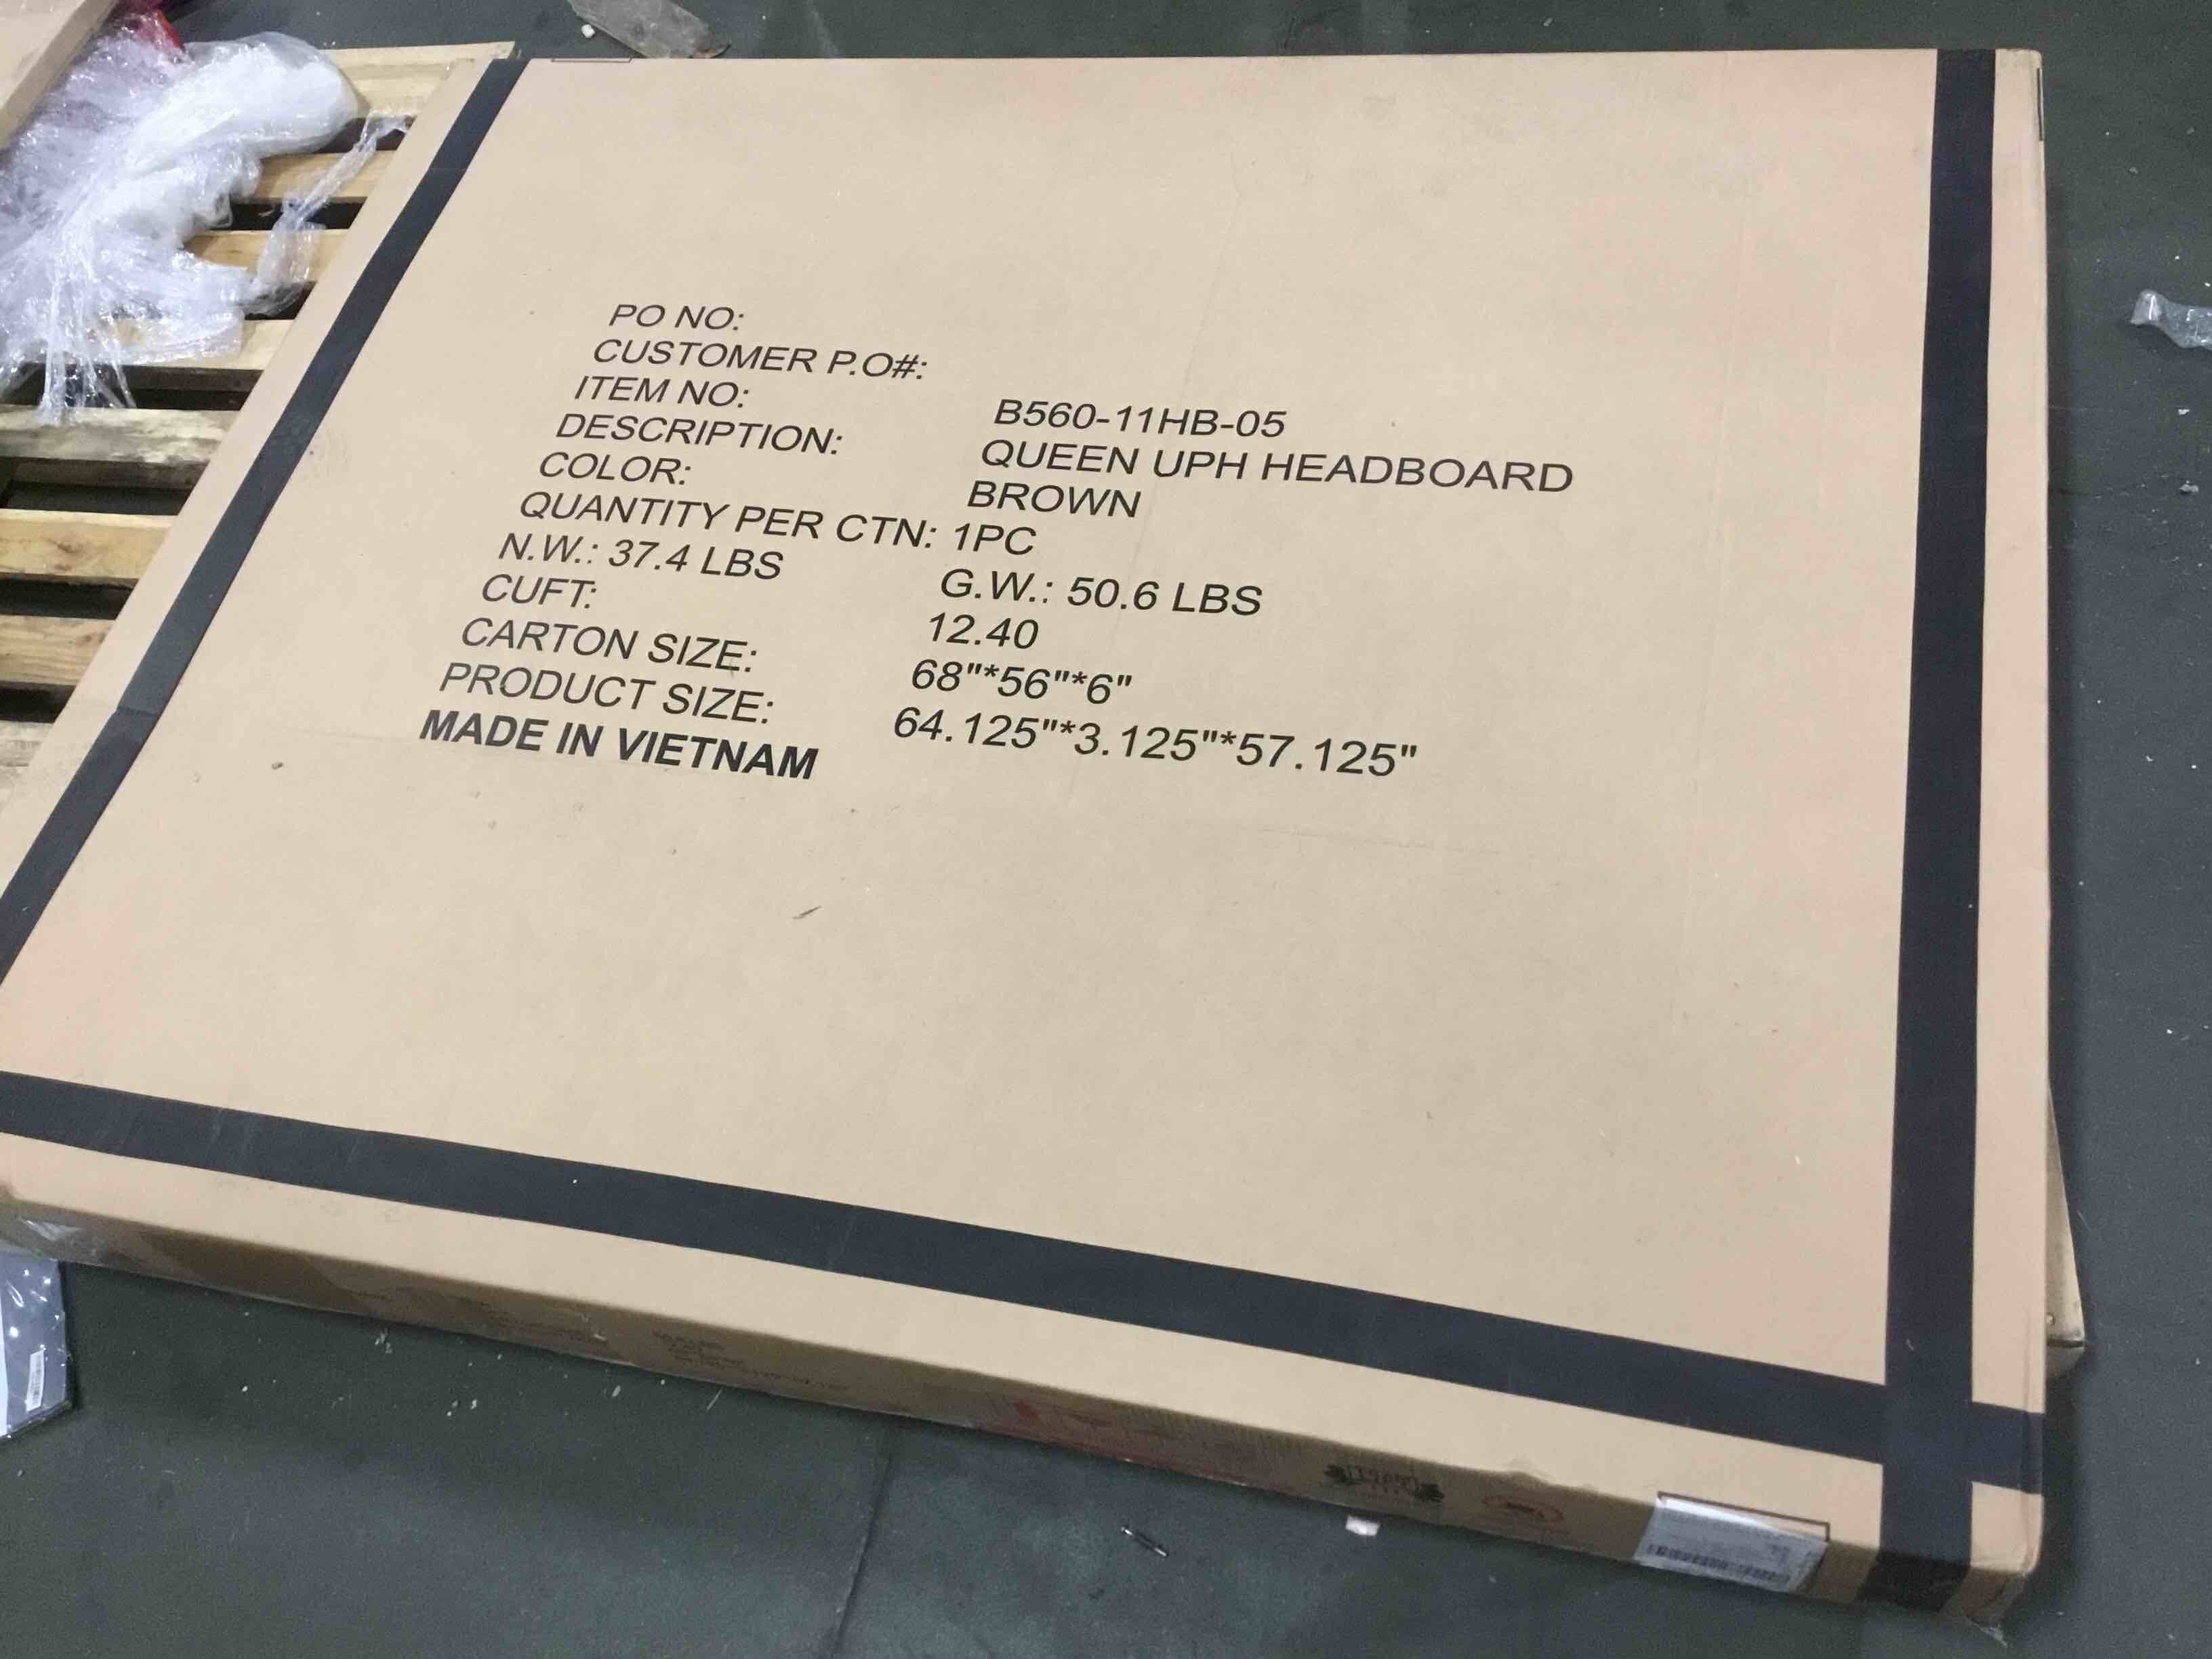 PO NO:
CUSTOMER P.O#:
ITEM NO: B560-11HB-05
DESCRIPTION: QUEEN UPH HEADBOARD
COLOR: BROWN
QUANTITY PER CTN: 1PC
N.W.: 37.4 LBS G.W.: 50.6 LBS
CUFT: 12.40
CARTON SIZE: 68"*56"*6"
PRODUCT SIZE: 64.125"*3.125"*57.125"
MADE IN VIETNAM